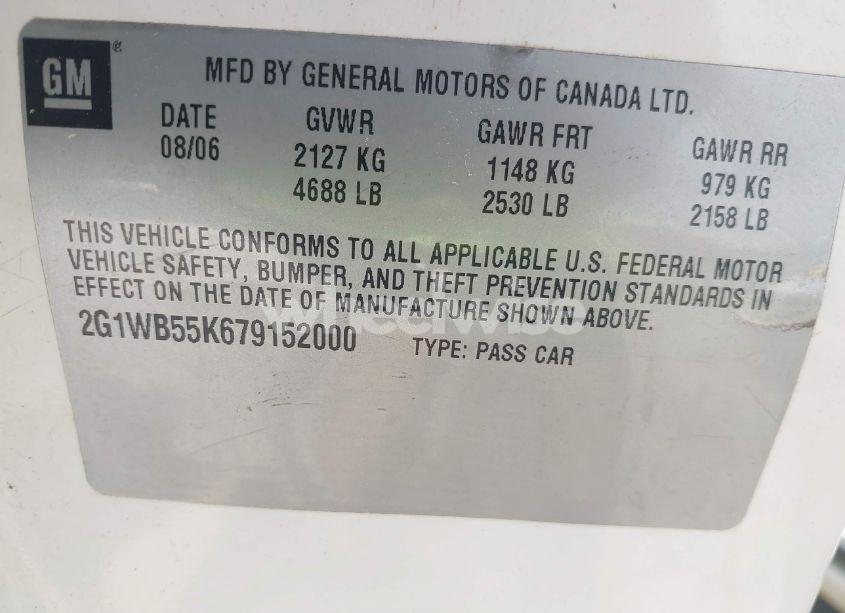 GM
MFD BY GENERAL MOTORS OF CANADA LTD.
DATE GVWR GAWR FRT GAWR RR
08/06 2127 KG 1148 KG 979 KG
4688 LB 2530 LB 2158 LB
THIS VEHICLE CONFORMS TO ALL APPLICABLE U.S. FEDERAL MOTOR
VEHICLE SAFETY, BUMPER, AND THEFT PREVENTION STANDARDS IN
EFFECT ON THE DATE OF MANUFACTURE SHOWN ABOVE.
2G1WB55K679152000 TYPE: PASS CAR
wheelwize